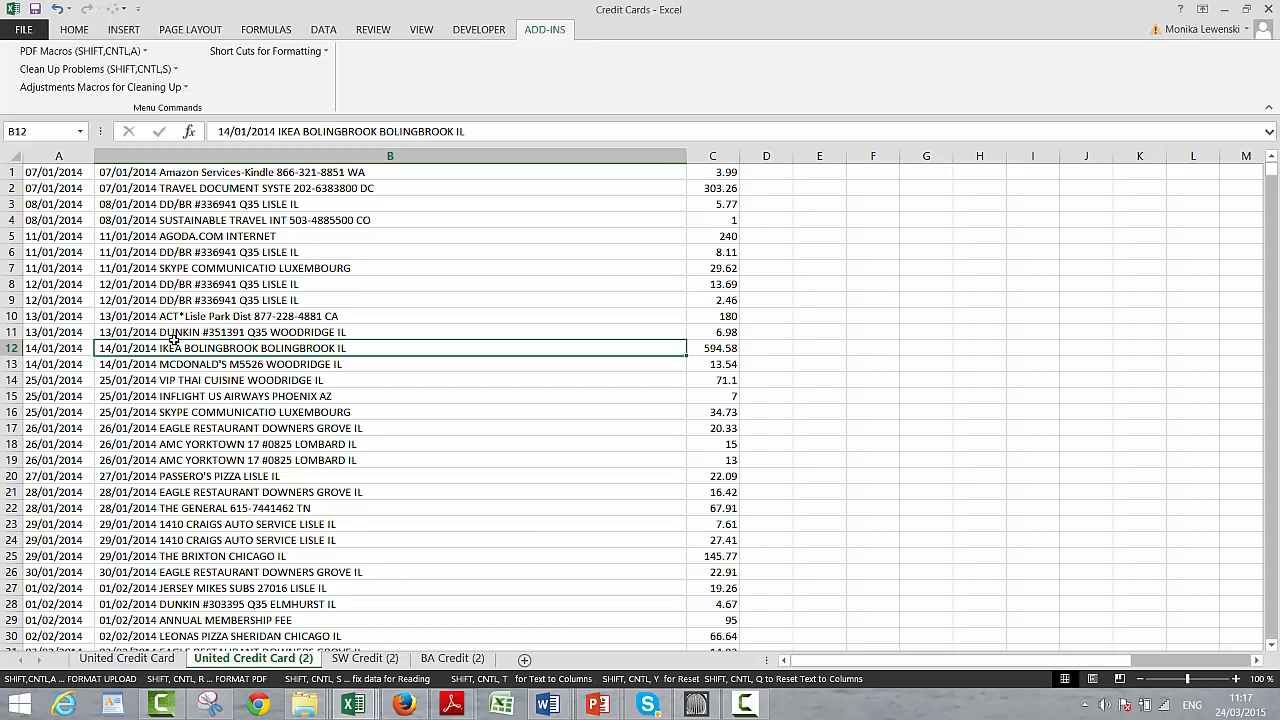 Credit Cards - Excel
FILE HOME INSERT PAGE LAYOUT FORMULAS DATA REVIEW VIEW DEVELOPER ADD-INS Monika Lewenski
PDF Macros (SHIFT,CNTL,A) Short Cuts for Formatting
Clean Up Problems (SHIFT,CNTL,S)
Adjustments Macros for Cleaning Up
Menu Commands
B12 fx 14/01/2014 IKEA BOLINGBROOK BOLINGBROOK IL
A B C D E F G H I J K L M
1 07/01/2014 07/01/2014 Amazon Services-Kindle 866-321-8851 WA 3.99
2 07/01/2014 07/01/2014 TRAVEL DOCUMENT SYSTE 202-6383800 DC 303.26
3 08/01/2014 08/01/2014 DD/BR #336941 Q35 LISLE IL 5.77
4 08/01/2014 08/01/2014 SUSTAINABLE TRAVEL INT 503-4885500 CO 1
5 11/01/2014 11/01/2014 AGODA.COM INTERNET 240
6 11/01/2014 11/01/2014 DD/BR #336941 Q35 LISLE IL 8.11
7 11/01/2014 11/01/2014 SKYPE COMMUNICATIO LUXEMBOURG 29.62
8 12/01/2014 12/01/2014 DD/BR #336941 Q35 LISLE IL 13.69
9 12/01/2014 12/01/2014 DD/BR #336941 Q35 LISLE IL 2.46
10 13/01/2014 13/01/2014 ACT*Lisle Park Dist 877-228-4881 CA 180
11 13/01/2014 13/01/2014 DUNKIN #351391 Q35 WOODRIDGE IL 6.98
12 14/01/2014 14/01/2014 IKEA BOLINGBROOK BOLINGBROOK IL 594.58
13 14/01/2014 14/01/2014 MCDONALD'S M5526 WOODRIDGE IL 13.54
14 25/01/2014 25/01/2014 VIP THAI CUISINE WOODRIDGE IL 71.1
15 25/01/2014 25/01/2014 INFLIGHT US AIRWAYS PHOENIX AZ 7
16 25/01/2014 25/01/2014 SKYPE COMMUNICATIO LUXEMBOURG 34.73
17 26/01/2014 26/01/2014 EAGLE RESTAURANT DOWNERS GROVE IL 20.33
18 26/01/2014 26/01/2014 AMC YORKTOWN 17 #0825 LOMBARD IL 15
19 26/01/2014 26/01/2014 AMC YORKTOWN 17 #0825 LOMBARD IL 13
20 27/01/2014 27/01/2014 PASSERO'S PIZZA LISLE IL 22.09
21 28/01/2014 28/01/2014 EAGLE RESTAURANT DOWNERS GROVE IL 16.42
22 28/01/2014 28/01/2014 THE GENERAL 615-7441462 TN 67.91
23 29/01/2014 29/01/2014 1410 CRAIGS AUTO SERVICE LISLE IL 7.61
24 29/01/2014 29/01/2014 1410 CRAIGS AUTO SERVICE LISLE IL 27.41
25 29/01/2014 29/01/2014 THE BRIXTON CHICAGO IL 145.77
26 30/01/2014 30/01/2014 EAGLE RESTAURANT DOWNERS GROVE IL 22.91
27 01/02/2014 01/02/2014 JERSEY MIKES SUBS 27016 LISLE IL 19.26
28 01/02/2014 01/02/2014 DUNKIN #303395 Q35 ELMHURST IL 4.67
29 01/02/2014 01/02/2014 ANNUAL MEMBERSHIP FEE 95
30 02/02/2014 02/02/2014 LEONAS PIZZA SHERIDAN CHICAGO IL 66.64
United Credit Card United Credit Card (2) SW Credit (2) BA Credit (2)
SHIFT,CNTL,A ... FORMAT UPLOAD SHIFT, CNTL, R ... FORMAT PDF SHIFT, CNTL, S ... fix data for Reading SHIFT, CNTL, T for Text to Columns SHIFT, CNTL, Y for Reset SHIFT, CNTL, Q to Reset Text to Columns 100 %
ENG 11:17
24/03/2015